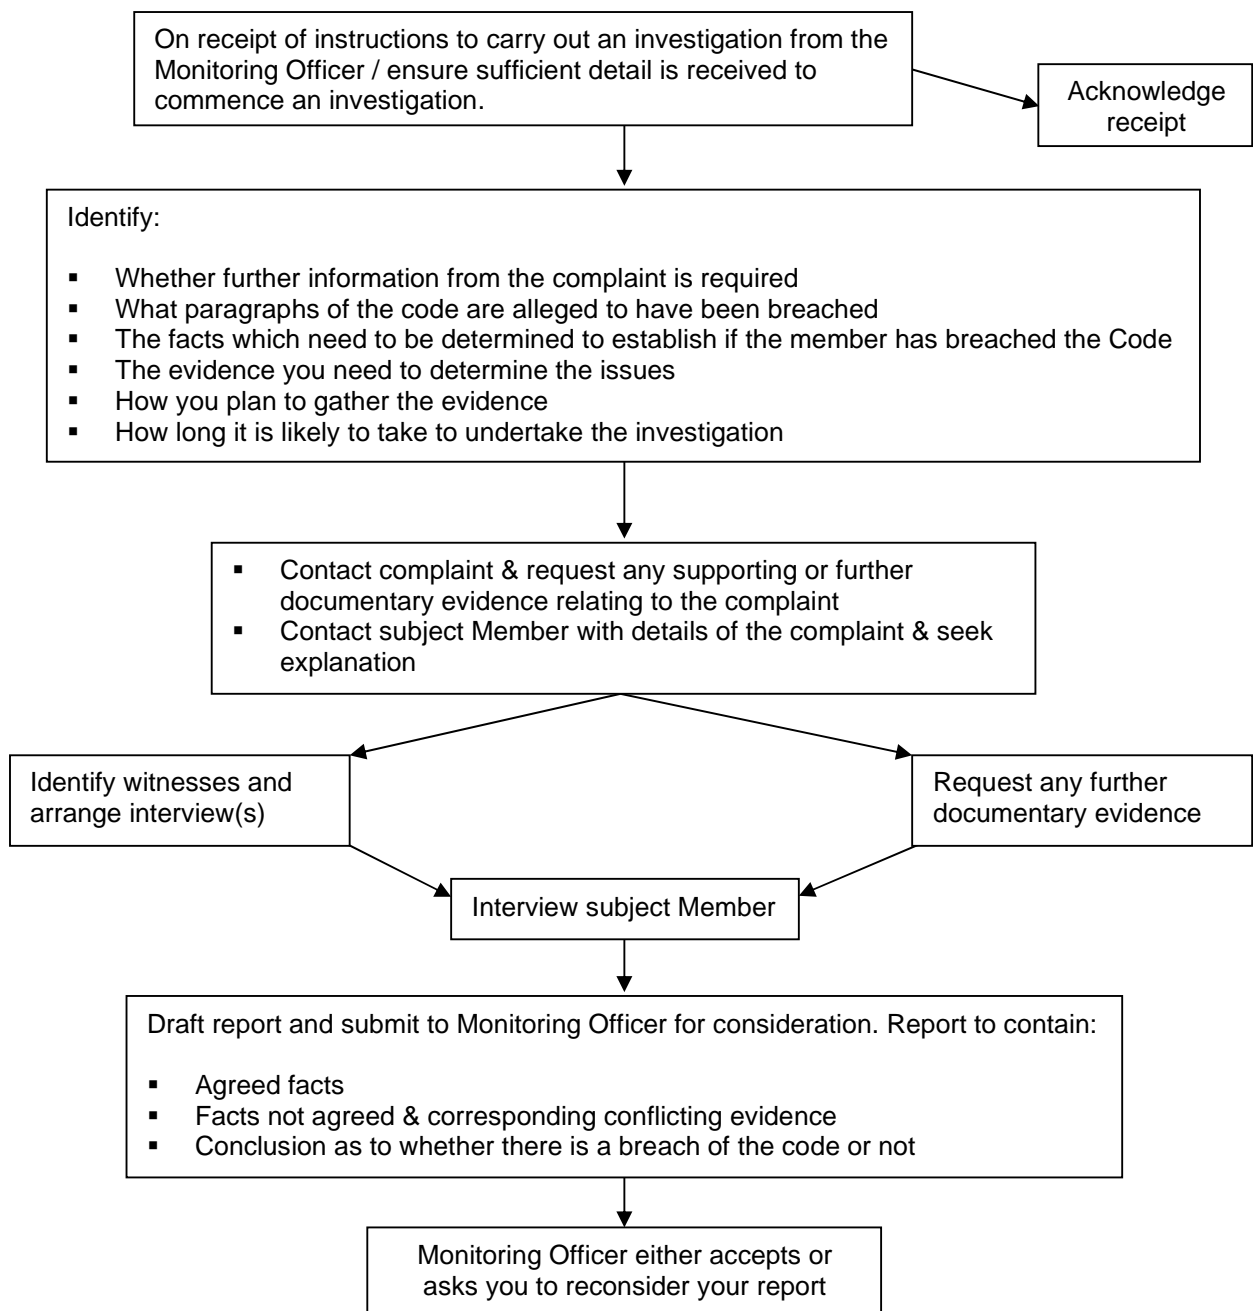 On receipt of instructions to carry out an investigation from the
Monitoring Officer / ensure sufficient detail is received to
commence an investigation.
Acknowledge
receipt
Identify:
▪ Whether further information from the complaint is required
▪ What paragraphs of the code are alleged to have been breached
▪ The facts which need to be determined to establish if the member has breached the Code
▪ The evidence you need to determine the issues
▪ How you plan to gather the evidence
▪ How long it is likely to take to undertake the investigation
▪ Contact complaint & request any supporting or further
documentary evidence relating to the complaint
▪ Contact subject Member with details of the complaint & seek
explanation
Identify witnesses and
arrange interview(s)
Request any further
documentary evidence
Interview subject Member
Draft report and submit to Monitoring Officer for consideration. Report to contain:
▪ Agreed facts
▪ Facts not agreed & corresponding conflicting evidence
▪ Conclusion as to whether there is a breach of the code or not
Monitoring Officer either accepts or
asks you to reconsider your report